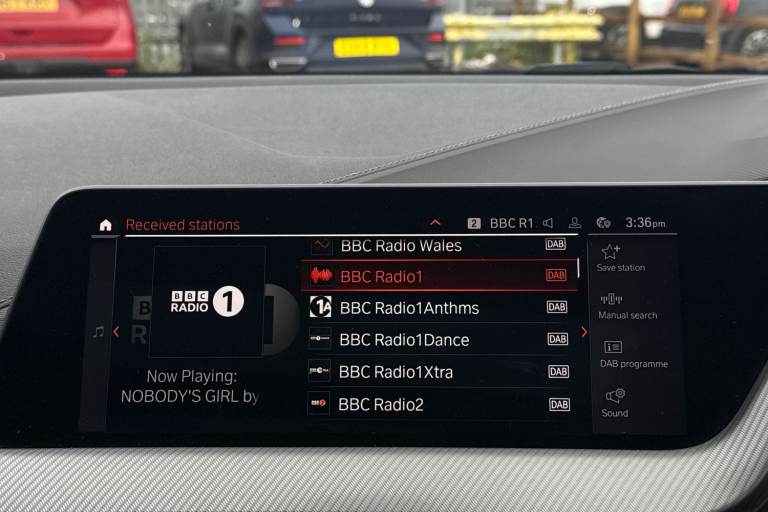 Received stations
2 BBC R1 3:36pm
BBC Radio Wales DAB
BBC Radio1 DAB
BBC Radio1Anthms DAB
BBC Radio1Dance DAB
BBC Radio1Xtra DAB
BBC Radio2 DAB
BBC
RADIO 1
Now Playing:
NOBODY'S GIRL by
Save station
Manual search
DAB programme
Sound